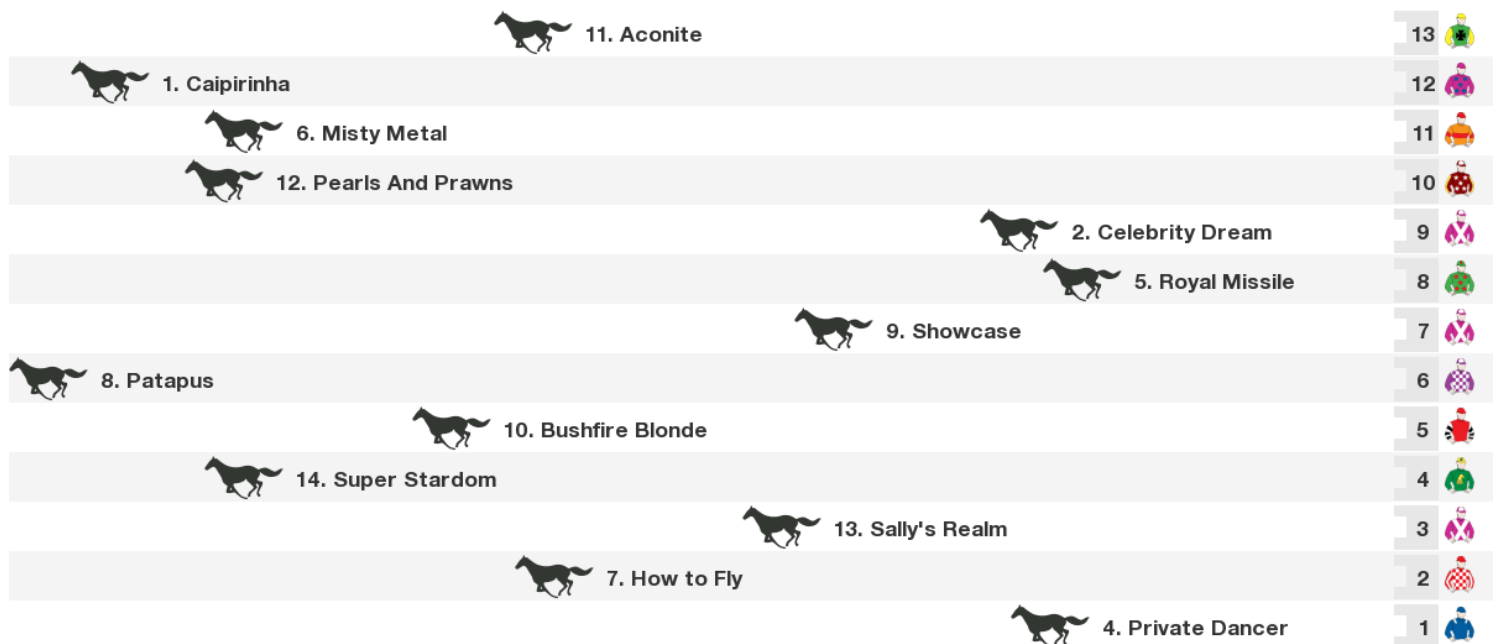 11. Aconite 13
1. Caipirinha 12
6. Misty Metal 11
12. Pearls And Prawns 10
2. Celebrity Dream 9
5. Royal Missile 8
9. Showcase 7
8. Patapus 6
10. Bushfire Blonde 5
14. Super Stardom 4
13. Sally's Realm 3
7. How to Fly 2
4. Private Dancer 1